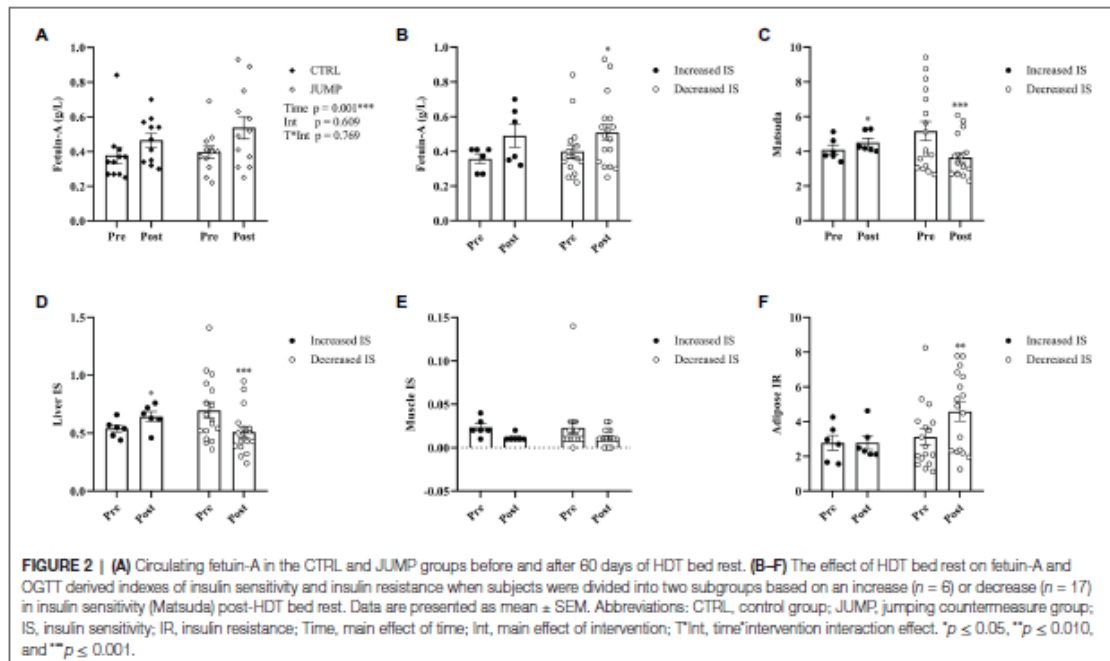 A
1.0
0.8
0.6
0.4
0.2
0.0
Fetuin-A (g/L)
Pre
Post
Pre
Post
CTRL
JUMP
Time p = 0.001***
Int p = 0.609
T*Int p = 0.769
B
1.0
0.8
0.6
0.4
0.2
0.0
Fetuin-A (g/L)
*
Pre
Post
Pre
Post
Increased IS
Decreased IS
C
10
8
6
4
2
0
Matsuda
*
***
Pre
Post
Pre
Post
Increased IS
Decreased IS
D
1.5
1.0
0.5
0.0
Liver IS
*
***
Pre
Post
Pre
Post
Increased IS
Decreased IS
E
0.15
0.10
0.05
0.00
-0.05
Muscle IS
Pre
Post
Pre
Post
Increased IS
Decreased IS
F
10
8
6
4
2
0
Adipose IR
**
Pre
Post
Pre
Post
Increased IS
Decreased IS
FIGURE 2 | (A) Circulating fetuin-A in the CTRL and JUMP groups before and after 60 days of HDT bed rest. (B–F) The effect of HDT bed rest on fetuin-A and
OGTT derived indexes of insulin sensitivity and insulin resistance when subjects were divided into two subgroups based on an increase (n = 6) or decrease (n = 17)
in insulin sensitivity (Matsuda) post-HDT bed rest. Data are presented as mean ± SEM. Abbreviations: CTRL, control group; JUMP, jumping countermeasure group;
IS, insulin sensitivity; IR, insulin resistance; Time, main effect of time; Int, main effect of intervention; T*Int, time*intervention interaction effect. *p ≤ 0.05, **p ≤ 0.010,
and ***p ≤ 0.001.